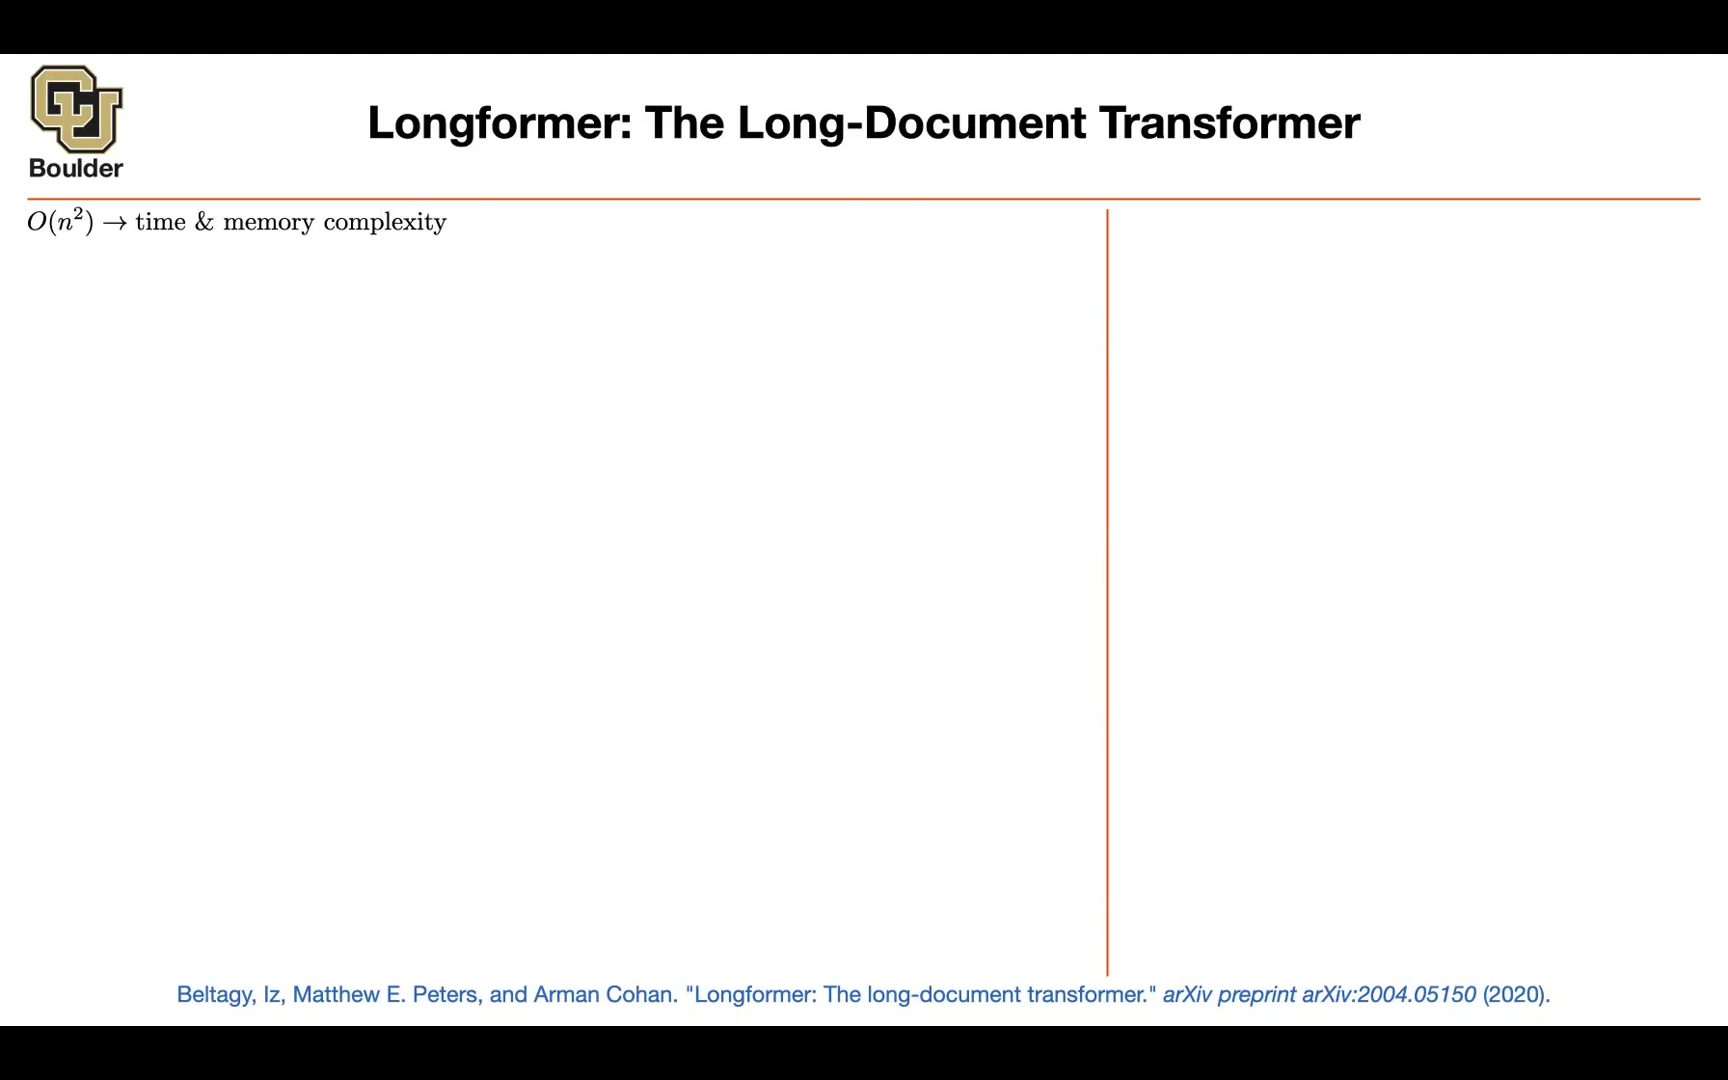 Boulder
Longformer: The Long-Document Transformer
O(n²) → time & memory complexity
Beltagy, Iz, Matthew E. Peters, and Arman Cohan. "Longformer: The long-document transformer." arXiv preprint arXiv:2004.05150 (2020).